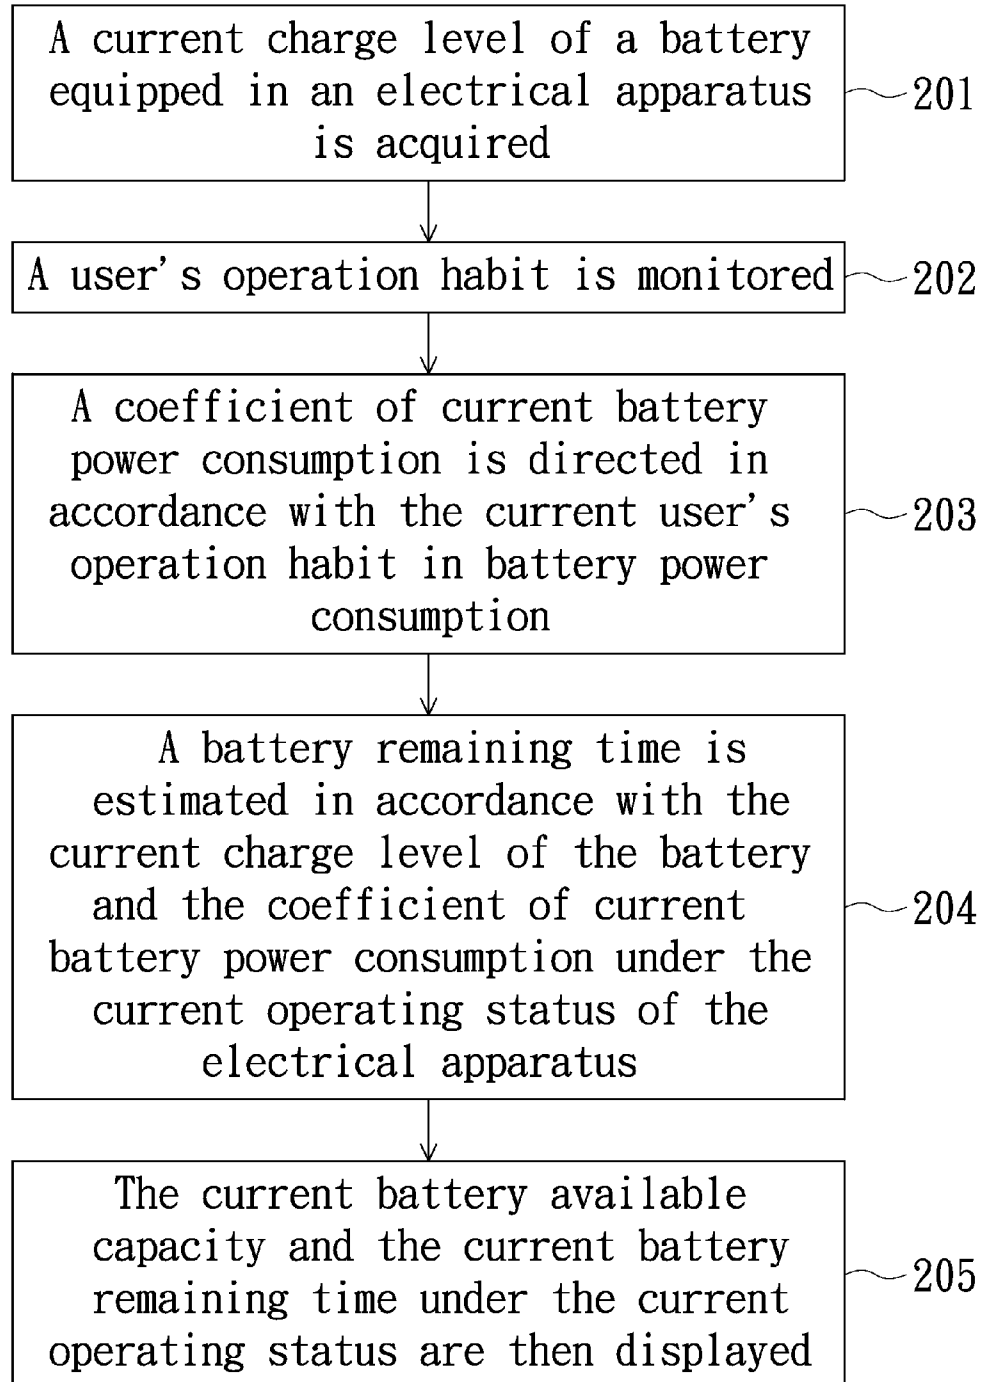 A current charge level of a battery
equipped in an electrical apparatus
is acquired
201
A user's operation habit is monitored
202
A coefficient of current battery
power consumption is directed in
accordance with the current user's
operation habit in battery power
consumption
203
A battery remaining time is
estimated in accordance with the
current charge level of the battery
and the coefficient of current
battery power consumption under the
current operating status of the
electrical apparatus
204
The current battery available
capacity and the current battery
remaining time under the current
operating status are then displayed
205